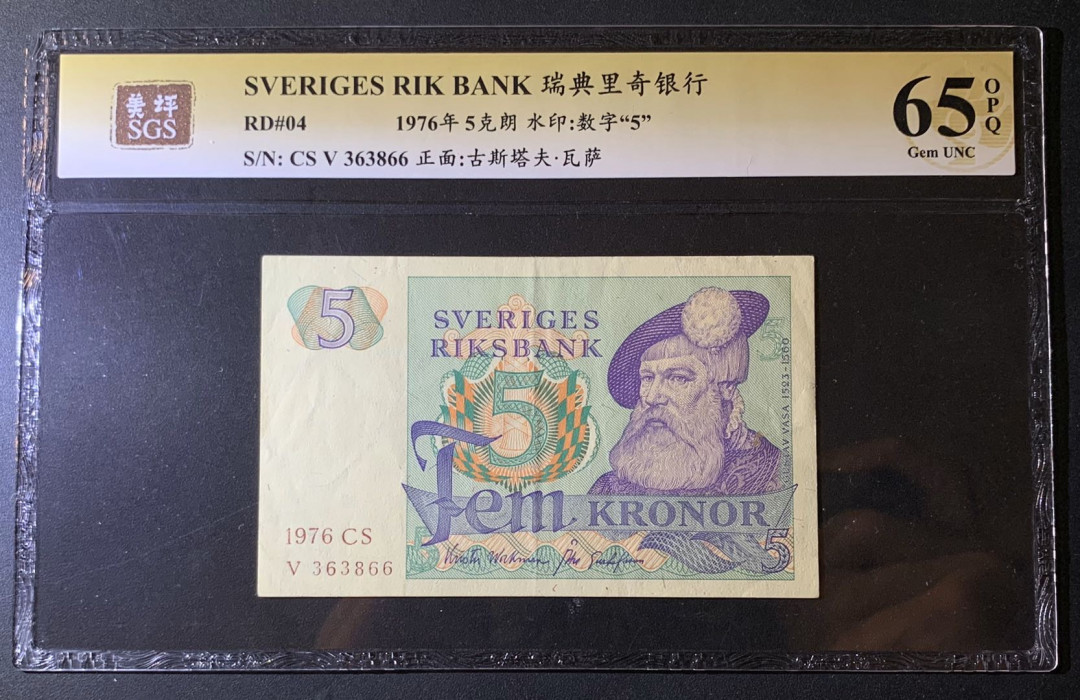 美坪
SGS
SVERIGES RIK BANK 瑞典里奇银行
RD#04 1976年 5克朗 水印:数字“5”
S/N: CS V 363866 正面:古斯塔夫·瓦萨
65
OPQ
Gem UNC
5
SVERIGES
RIKSBANK
5
GUSTAV VASA 1523-1560
Fem KRONOR
1976 CS
V 363866
5